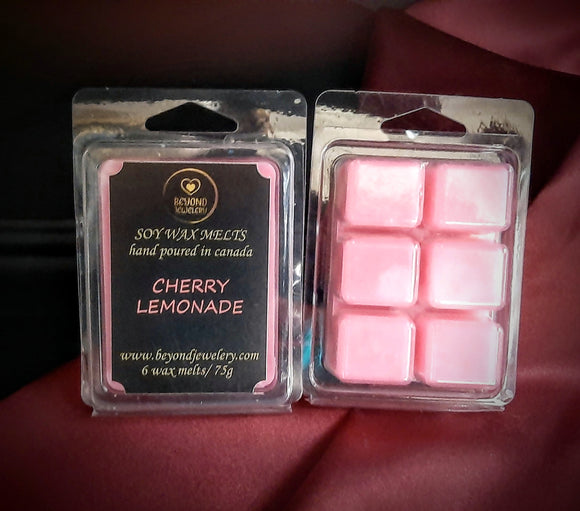 BEYOND
JEWELERY
SOY WAX MELTS
hand poured in canada
CHERRY
LEMONADE
www.beyondjewelery.com
6 wax melts/ 75g